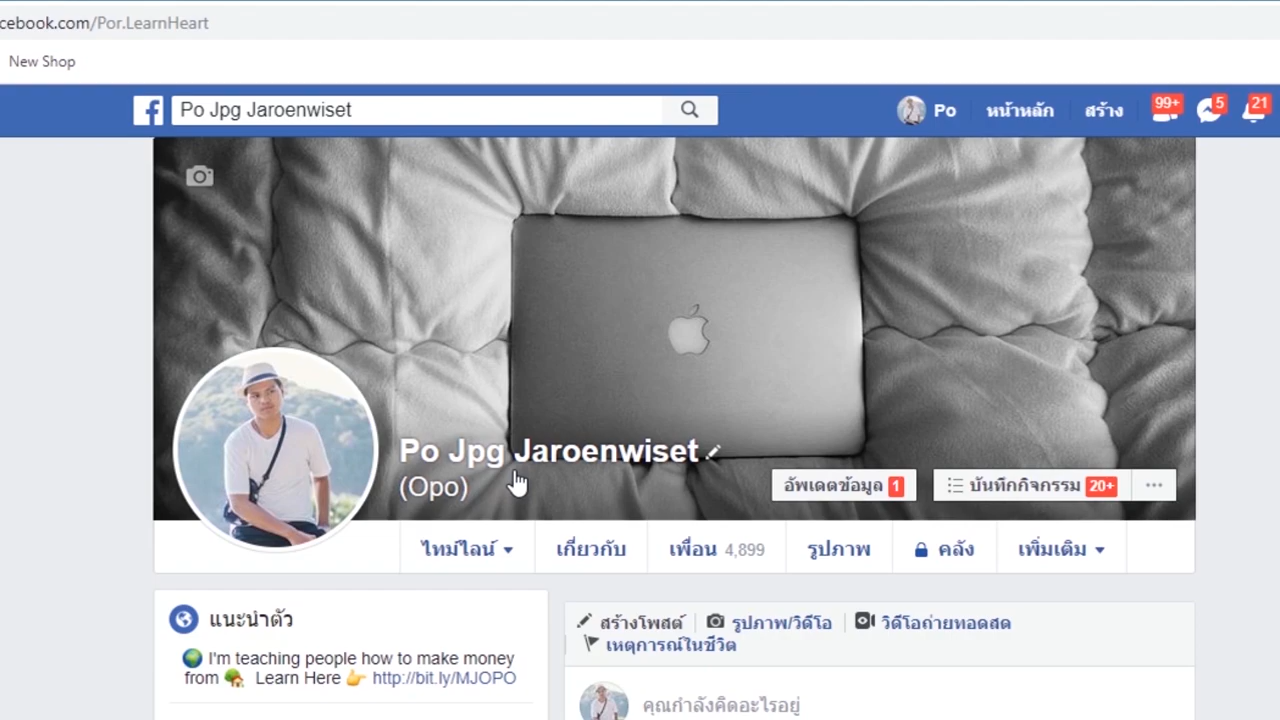 cebook.com/Por.LearnHeart
New Shop
Po Jpg Jaroenwiset
Po หน้าหลัก สร้าง 99+ 5 21
Po Jpg Jaroenwiset
(Opo)
อัพเดตข้อมูล 1 บันทึกกิจกรรม 20+
ไทม์ไลน์ เกี่ยวกับ เพื่อน 4,899 รูปภาพ คลัง เพิ่มเติม
แนะนำตัว
I'm teaching people how to make money
from Learn Here http://bit.ly/MJOPO
สร้างโพสต์ รูปภาพ/วิดีโอ วิดีโอถ่ายทอดสด
เหตุการณ์ในชีวิต
คุณกำลังคิดอะไรอยู่